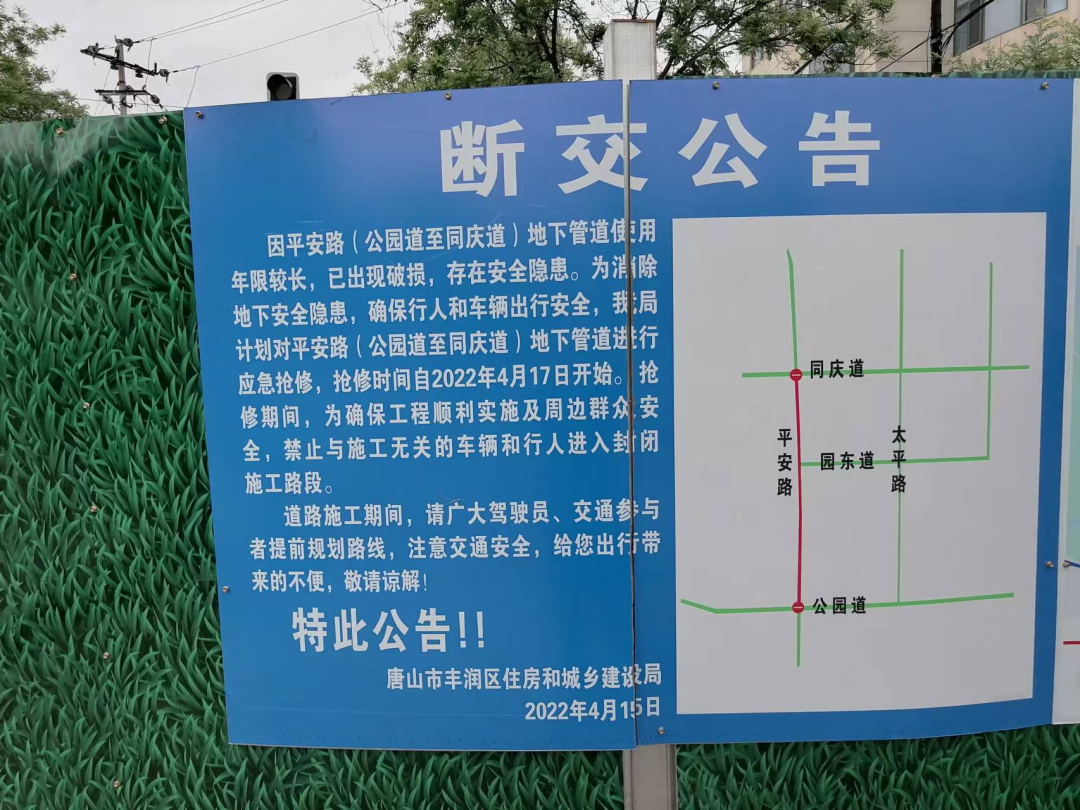 断交公告
因平安路（公园道至同庆道）地下管道使用
年限较长，已出现破损，存在安全隐患。为消除
地下安全隐患，确保行人和车辆出行安全，我局
计划对平安路（公园道至同庆道）地下管道进行
应急抢修，抢修时间自2022年4月17日开始。抢
修期间，为确保工程顺利实施及周边群众安
全，禁止与施工无关的车辆和行人进入封闭
施工路段。
道路施工期间，请广大驾驶员、交通参与
者提前规划路线，注意交通安全，给您出行带
来的不便，敬请谅解！
特此公告!!
唐山市丰润区住房和城乡建设局
2022年4月15日
同庆道
平安路
园东道
太平路
公园道